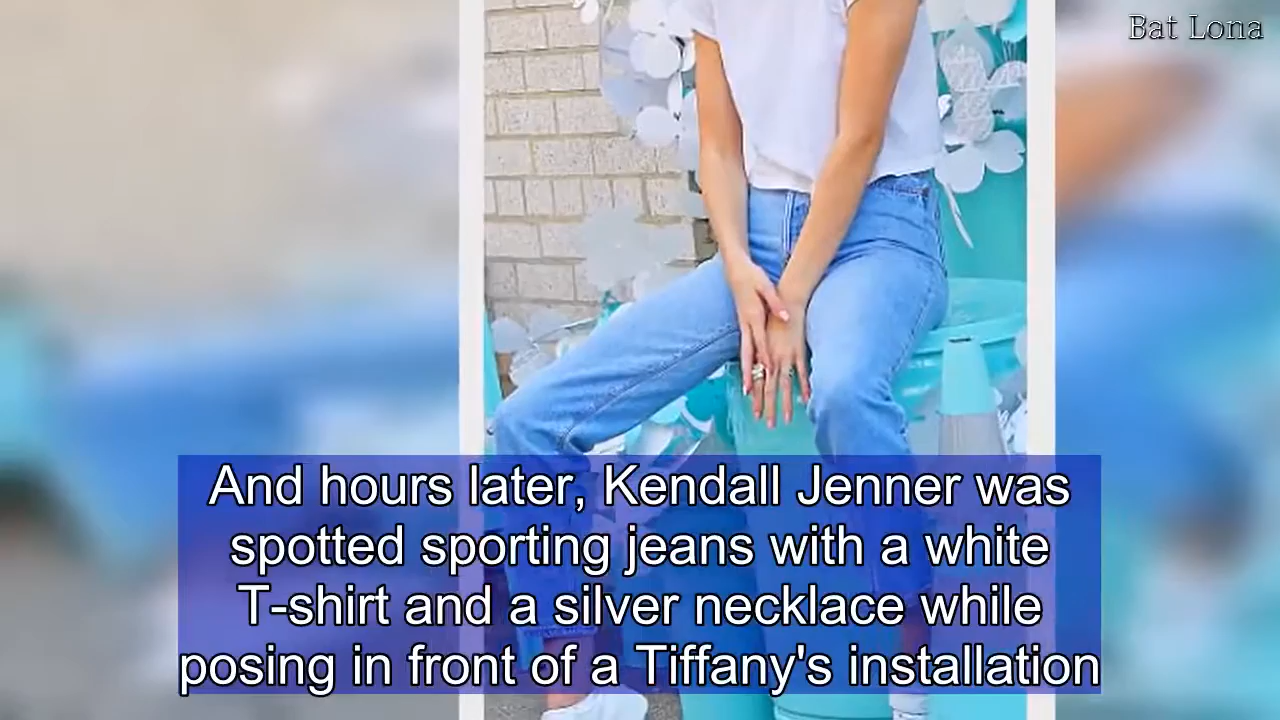 Bat Lona
And hours later, Kendall Jenner was
spotted sporting jeans with a white
T-shirt and a silver necklace while
posing in front of a Tiffany's installation